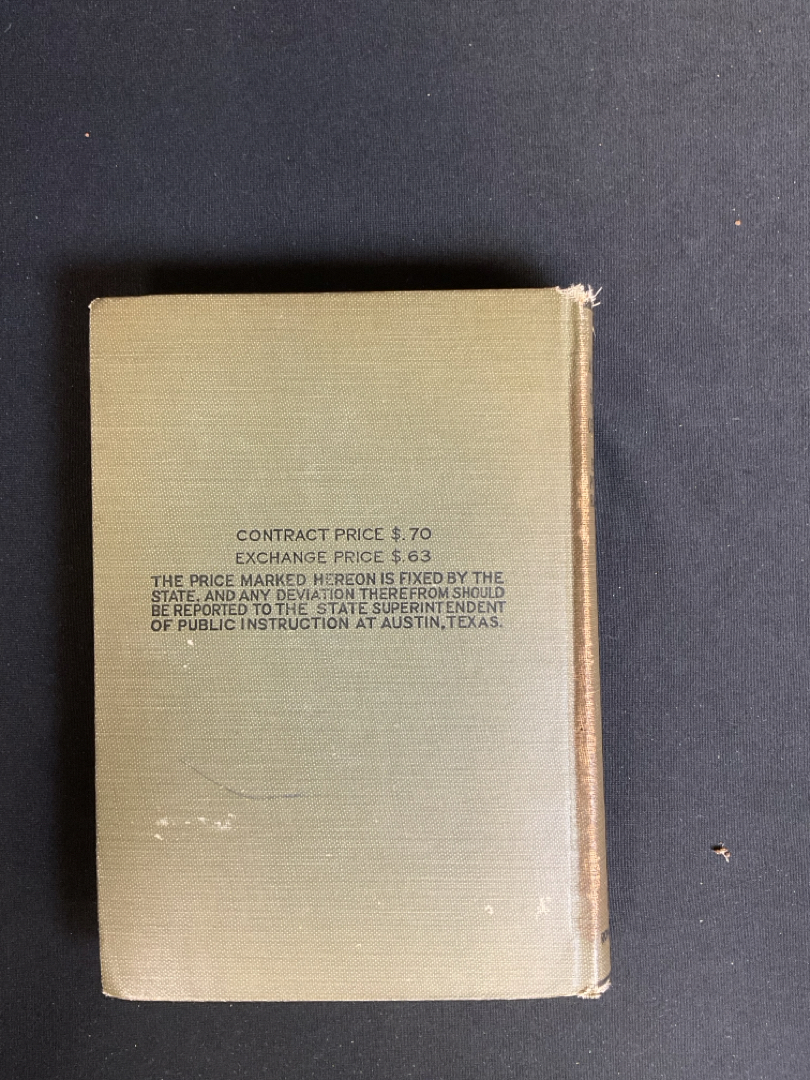 CONTRACT PRICE $.70
EXCHANGE PRICE $.63
THE PRICE MARKED HEREON IS FIXED BY THE
STATE, AND ANY DEVIATION THEREFROM SHOULD
BE REPORTED TO THE STATE SUPERINTENDENT
OF PUBLIC INSTRUCTION AT AUSTIN, TEXAS.